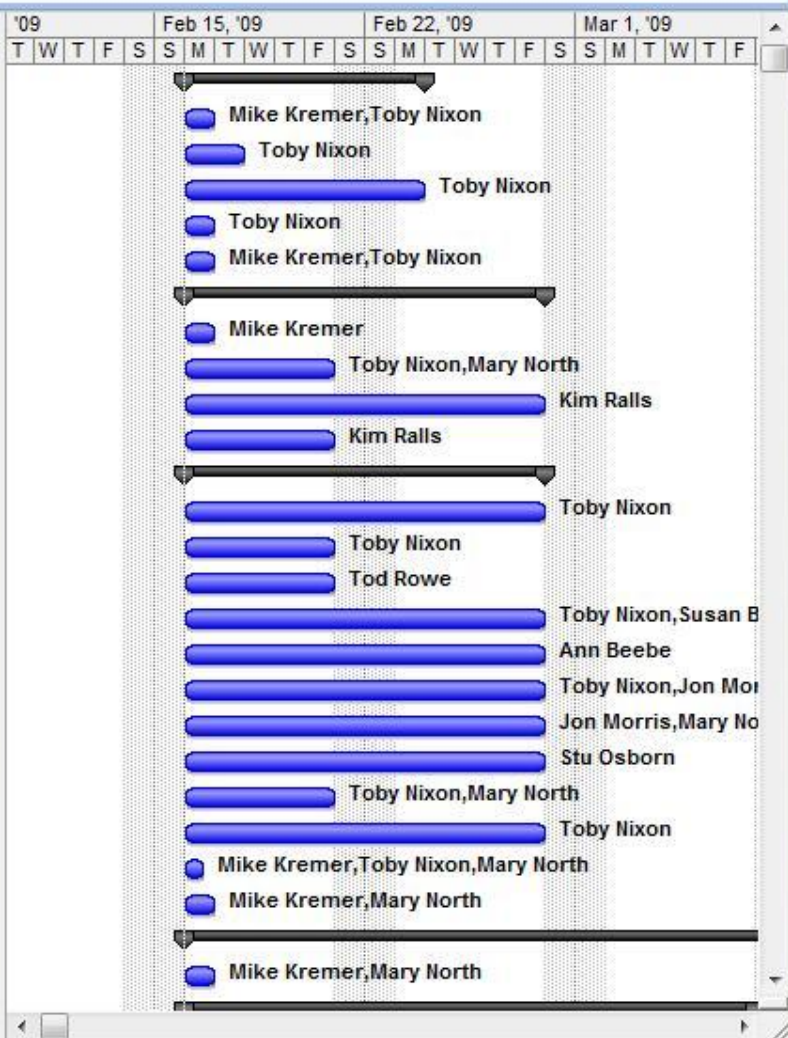 '09 Feb 15, '09 Feb 22, '09 Mar 1, '09
T W T F S S M T W T F S S M T W T F S S M T W T F
Mike Kremer,Toby Nixon
Toby Nixon
Toby Nixon
Toby Nixon
Mike Kremer,Toby Nixon
Mike Kremer
Toby Nixon,Mary North
Kim Ralls
Kim Ralls
Toby Nixon
Toby Nixon
Tod Rowe
Toby Nixon,Susan B
Ann Beebe
Toby Nixon,Jon Mor
Jon Morris,Mary No
Stu Osborn
Toby Nixon,Mary North
Toby Nixon
Mike Kremer,Toby Nixon,Mary North
Mike Kremer,Mary North
Mike Kremer,Mary North